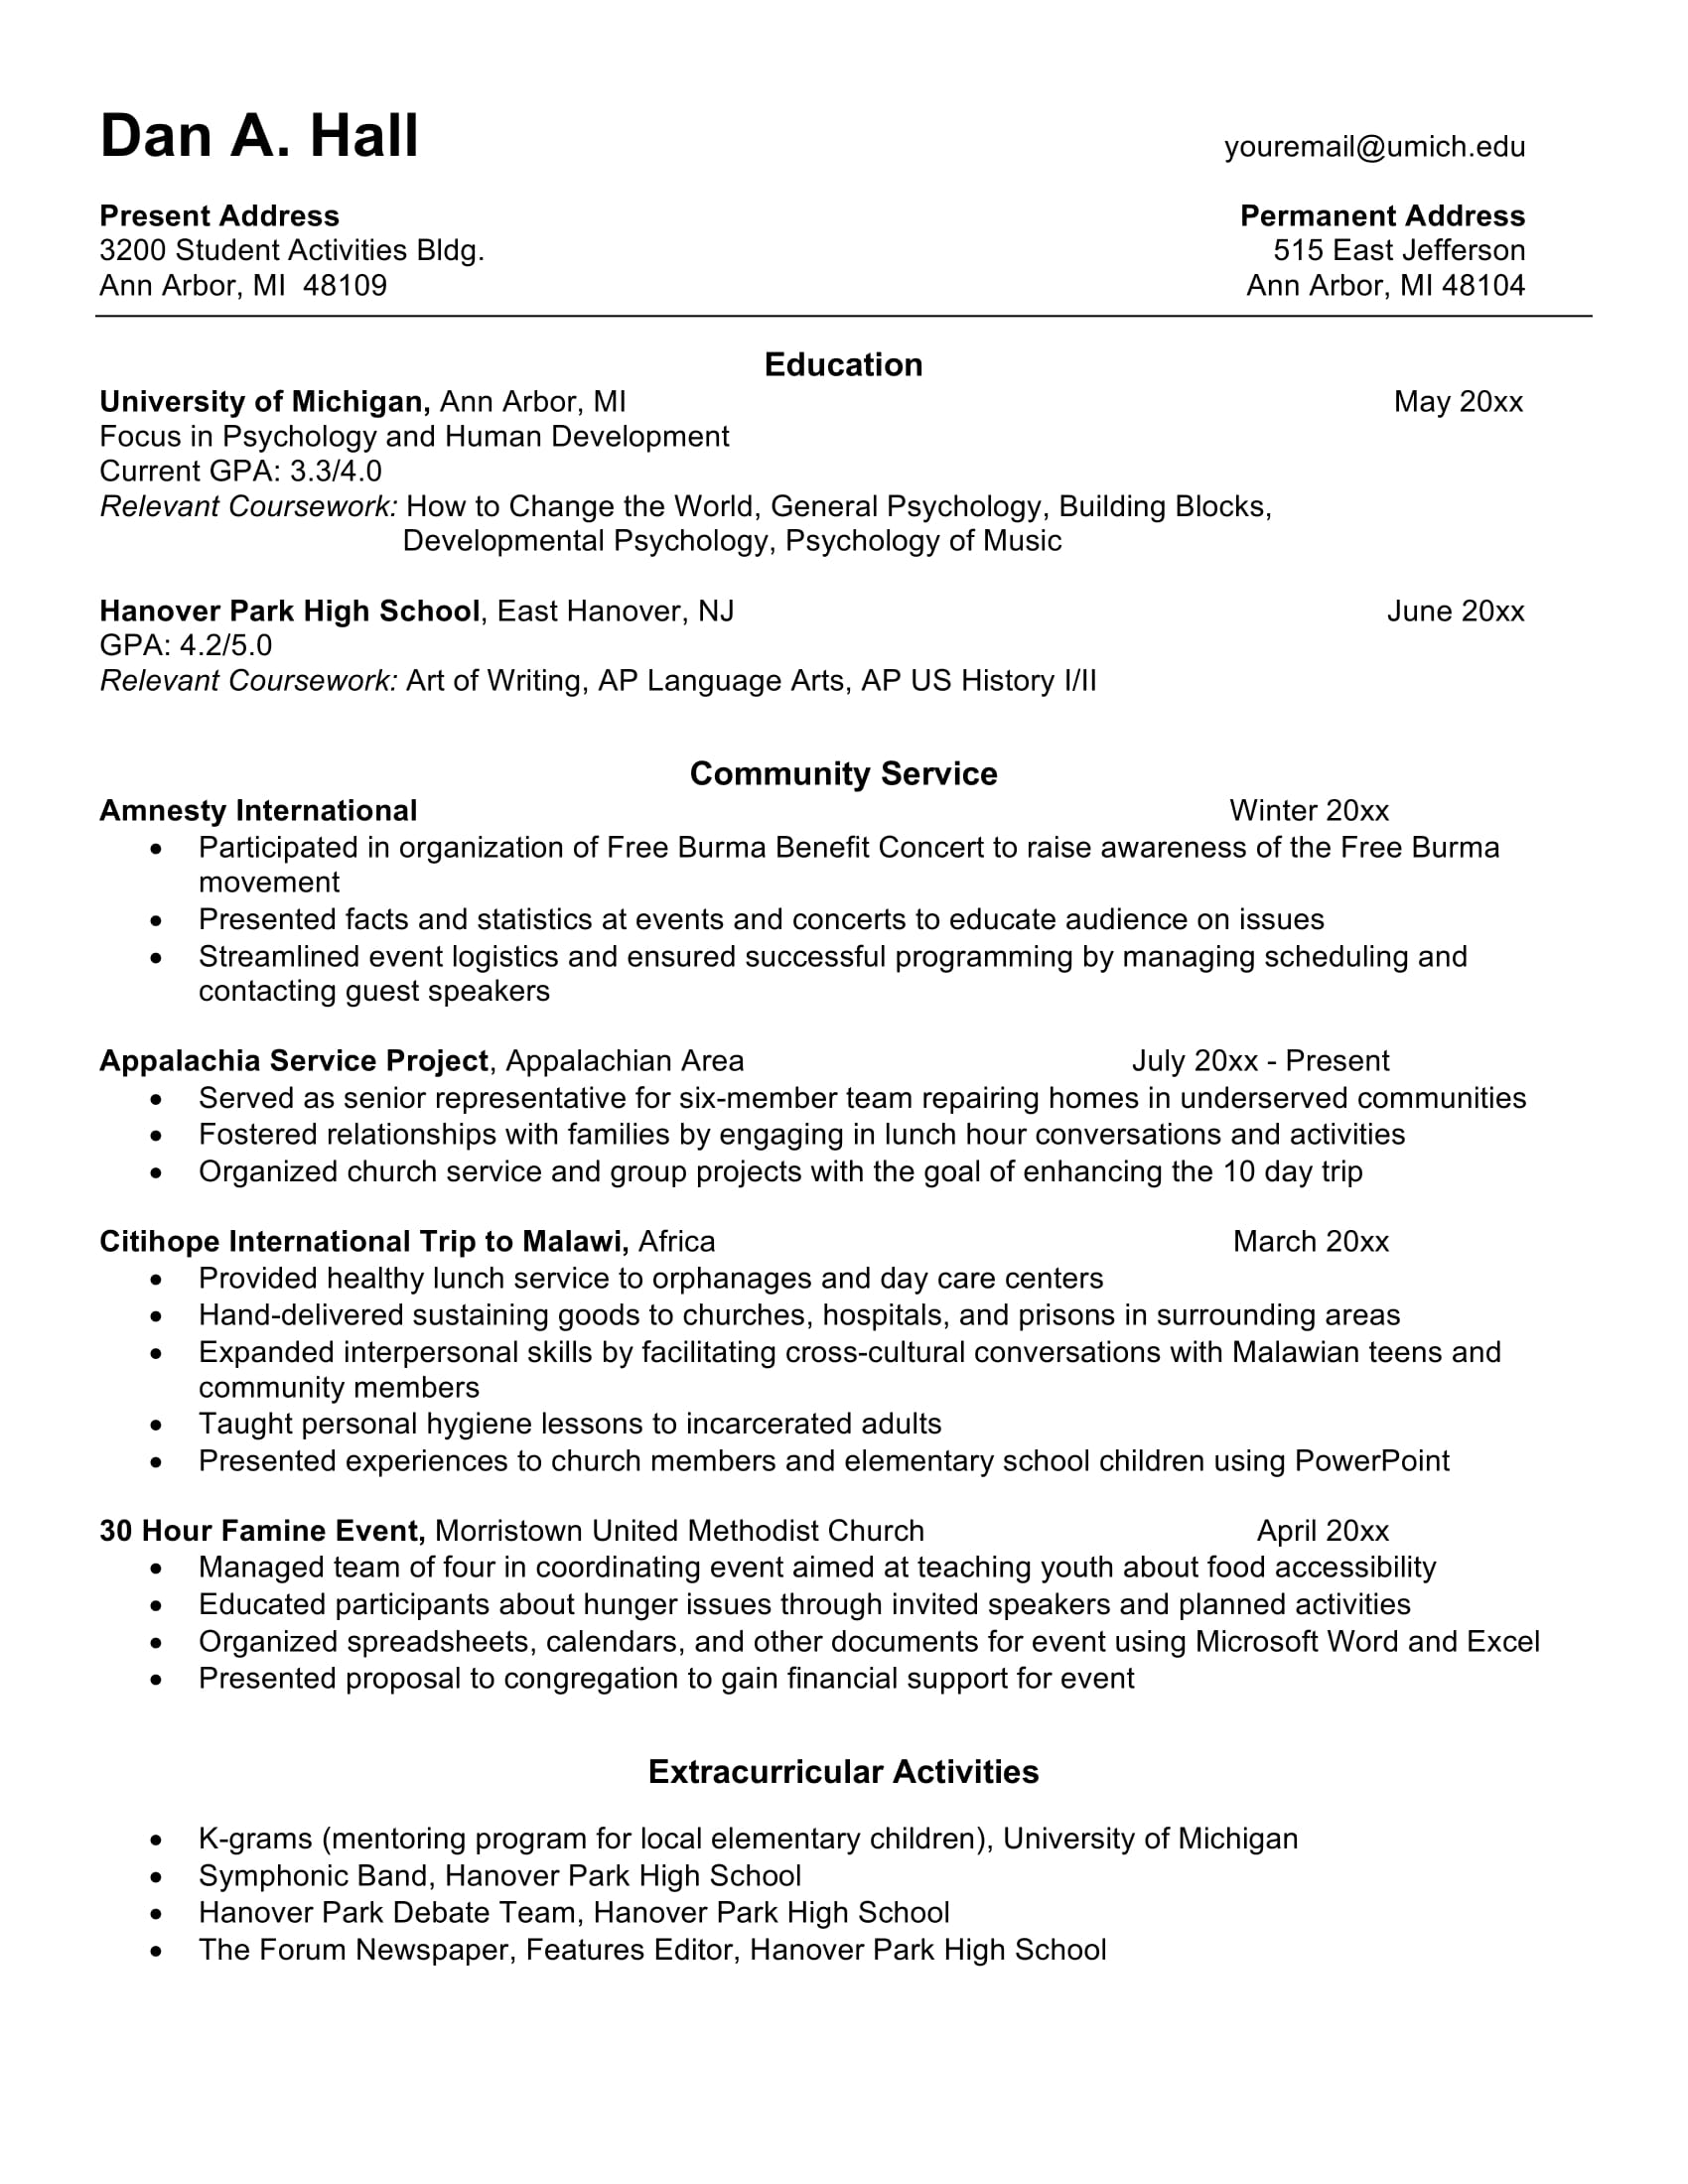 Dan A. Hall youremail@umich.edu
Present Address Permanent Address
3200 Student Activities Bldg. 515 East Jefferson
Ann Arbor, MI  48109 Ann Arbor, MI 48104
Education
University of Michigan, Ann Arbor, MI May 20xx
Focus in Psychology and Human Development
Current GPA: 3.3/4.0
Relevant Coursework: How to Change the World, General Psychology, Building Blocks,
Developmental Psychology, Psychology of Music
Hanover Park High School, East Hanover, NJ June 20xx
GPA: 4.2/5.0
Relevant Coursework: Art of Writing, AP Language Arts, AP US History I/II
Community Service
Amnesty International Winter 20xx
• Participated in organization of Free Burma Benefit Concert to raise awareness of the Free Burma
movement
• Presented facts and statistics at events and concerts to educate audience on issues
• Streamlined event logistics and ensured successful programming by managing scheduling and
contacting guest speakers
Appalachia Service Project, Appalachian Area July 20xx - Present
• Served as senior representative for six-member team repairing homes in underserved communities
• Fostered relationships with families by engaging in lunch hour conversations and activities
• Organized church service and group projects with the goal of enhancing the 10 day trip
Citihope International Trip to Malawi, Africa March 20xx
• Provided healthy lunch service to orphanages and day care centers
• Hand-delivered sustaining goods to churches, hospitals, and prisons in surrounding areas
• Expanded interpersonal skills by facilitating cross-cultural conversations with Malawian teens and
community members
• Taught personal hygiene lessons to incarcerated adults
• Presented experiences to church members and elementary school children using PowerPoint
30 Hour Famine Event, Morristown United Methodist Church April 20xx
• Managed team of four in coordinating event aimed at teaching youth about food accessibility
• Educated participants about hunger issues through invited speakers and planned activities
• Organized spreadsheets, calendars, and other documents for event using Microsoft Word and Excel
• Presented proposal to congregation to gain financial support for event
Extracurricular Activities
• K-grams (mentoring program for local elementary children), University of Michigan
• Symphonic Band, Hanover Park High School
• Hanover Park Debate Team, Hanover Park High School
• The Forum Newspaper, Features Editor, Hanover Park High School